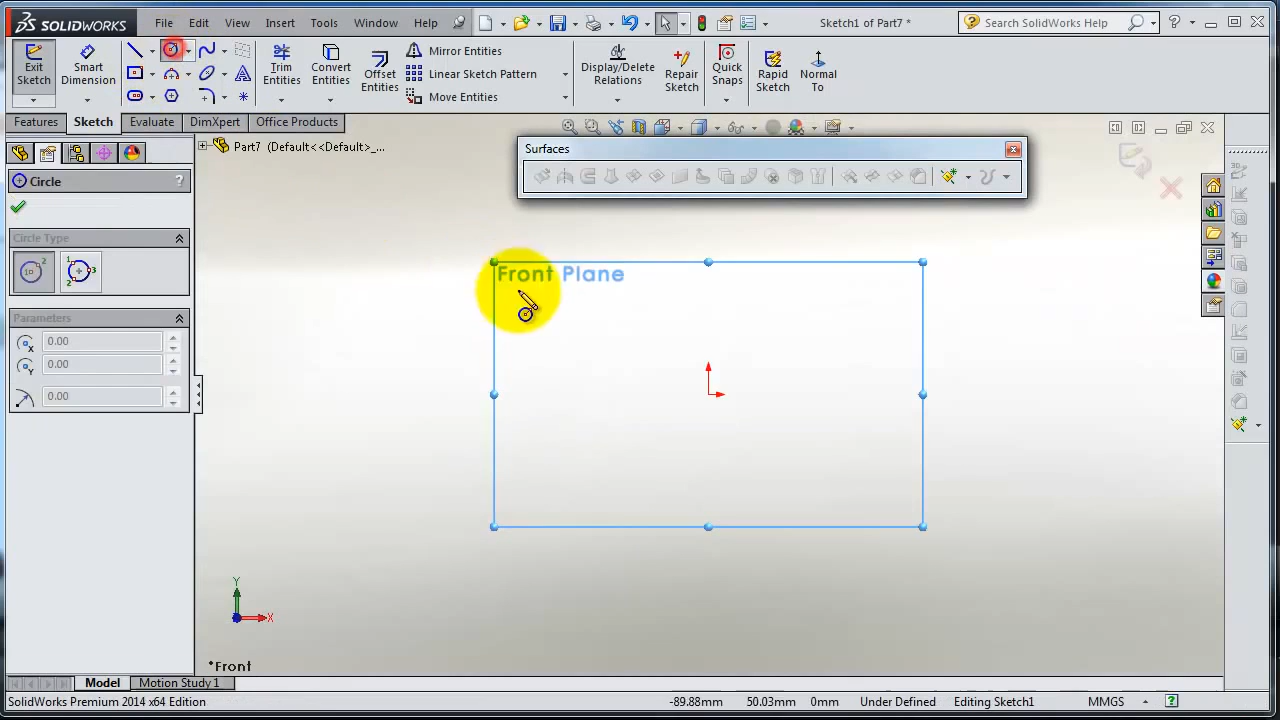 SOLIDWORKS File Edit View Insert Tools Window Help Sketch1 of Part7 * Search SolidWorks Help
Exit Sketch
Smart Dimension
Trim Entities
Convert Entities
Offset Entities
Mirror Entities
Linear Sketch Pattern
Move Entities
Display/Delete Relations
Repair Sketch
Quick Snaps
Rapid Sketch
Normal To
Features Sketch Evaluate DimXpert Office Products
Part7 (Default<<Default>_...
Surfaces
Circle ?
Circle Type
Parameters
0.00
0.00
0.00
Front Plane
Y
X
*Front
Model Motion Study 1
SolidWorks Premium 2014 x64 Edition -89.88mm 50.03mm 0mm Under Defined Editing Sketch1 MMGS ?